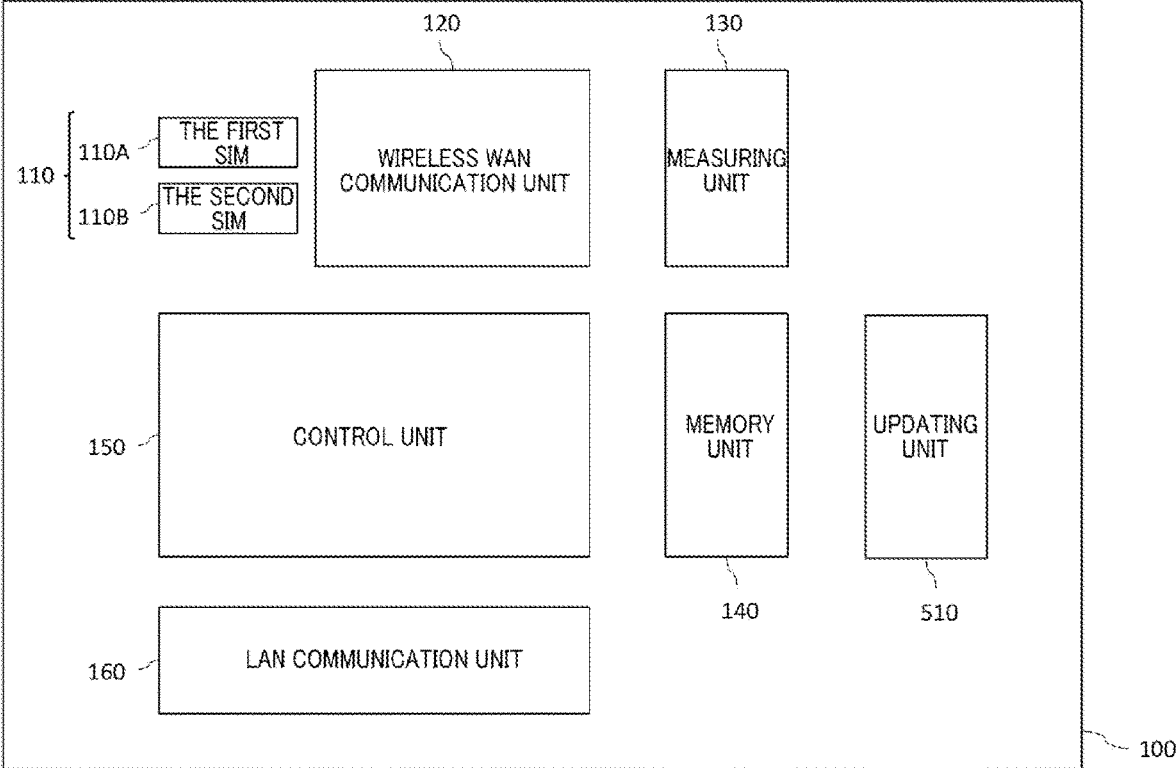 120
130
110
110A
THE FIRST
SIM
110B
THE SECOND
SIM
WIRELESS WAN
COMMUNICATION UNIT
MEASURING
UNIT
150
CONTROL UNIT
MEMORY
UNIT
UPDATING
UNIT
140
510
160
LAN COMMUNICATION UNIT
100